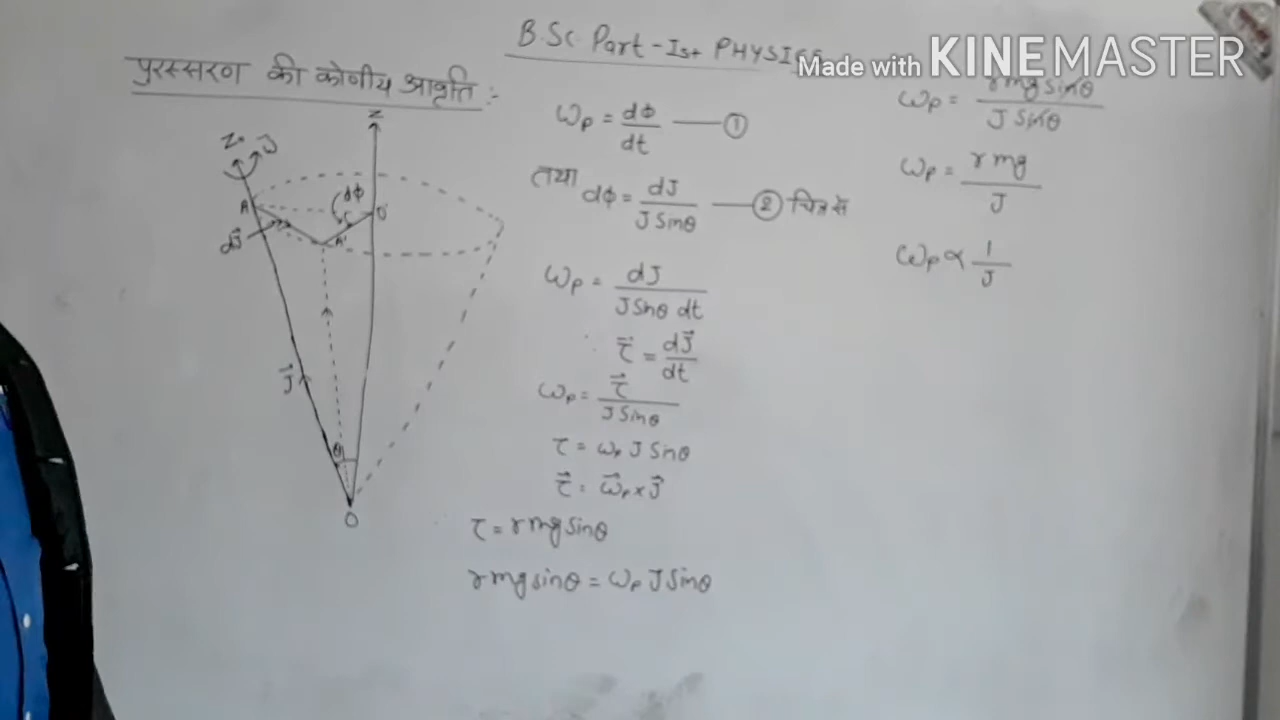 B.Sc. Part-Ist PHYSICS
Made with KINEMASTER
पुरस्सरण की कोणीय आवृत्ति :-
Z
Z₀ J
A
dφ
O'
A'
dJ⃗
J⃗
θ
O
ωₚ = dφ/dt —— ①
तथा dφ = dJ/J Sinθ —— ② चित्र से
ωₚ = dJ/J Sinθ dt
∵ τ⃗ = dJ⃗/dt
ωₚ = τ⃗/J Sinθ
τ = ωₚ J Sinθ
τ⃗ = ω⃗ₚ × J⃗
τ = r mg sinθ
r mg sinθ = ωₚ J Sinθ
ωₚ = r mg sinθ/J Sinθ
ωₚ = r mg/J
ωₚ ∝ 1/J